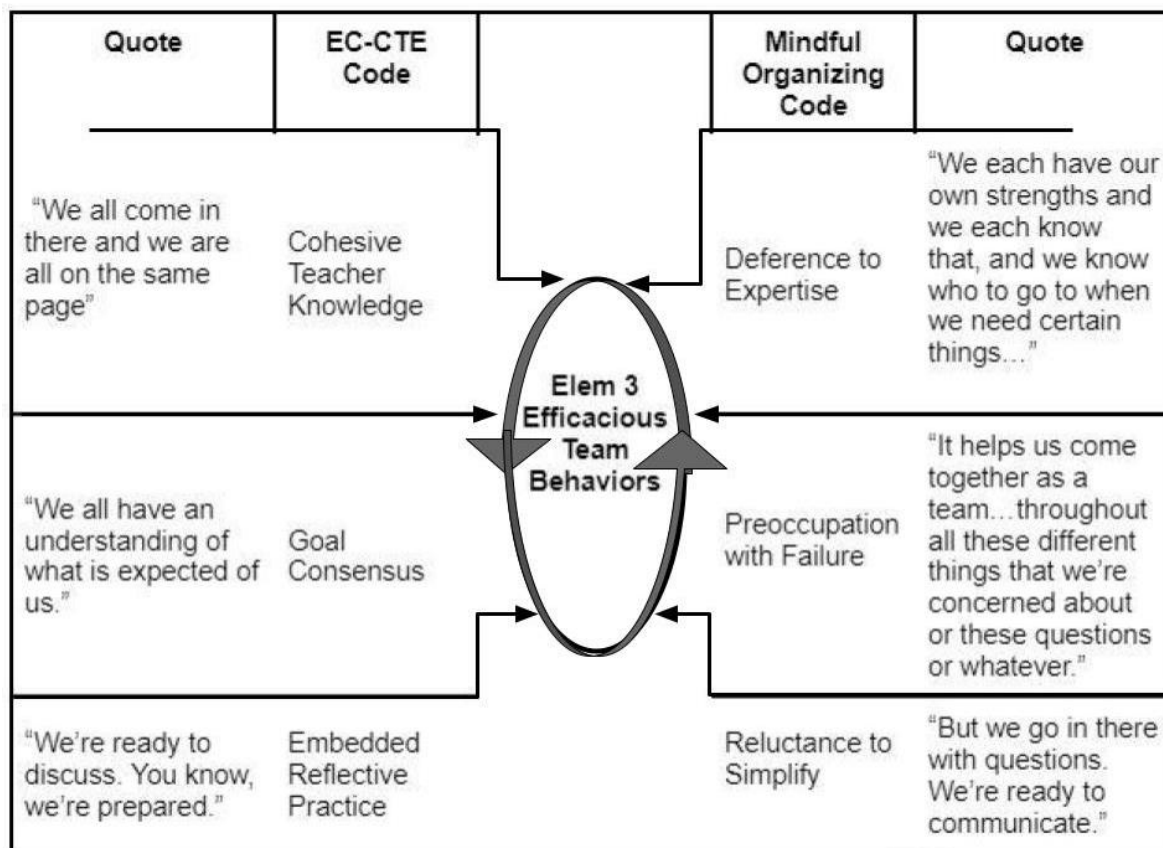 Quote
EC-CTE
Code
Mindful
Organizing
Code
Quote
“We all come in
there and we are
all on the same
page”
Cohesive
Teacher
Knowledge
Deference to
Expertise
“We each have our
own strengths and
we each know
that, and we know
who to go to when
we need certain
things…”
Elem 3
Efficacious
Team
Behaviors
“We all have an
understanding of
what is expected of
us.”
Goal
Consensus
Preoccupation
with Failure
“It helps us come
together as a
team…throughout
all these different
things that we’re
concerned about
or these questions
or whatever.”
“We’re ready to
discuss. You know,
we’re prepared.”
Embedded
Reflective
Practice
Reluctance to
Simplify
“But we go in there
with questions.
We’re ready to
communicate.”